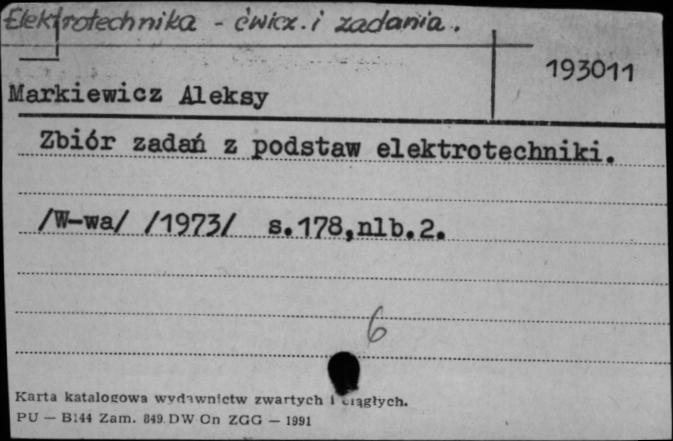 Elektrotechnika - ćwicz. i zadania.
193011
Markiewicz Aleksy
Zbiór zadań z podstaw elektrotechniki.
/W-wa/ /1973/ s.178,nlb.2.
6
Karta katalogowa wydawnictw zwartych i ciągłych.
PU — B144 Zam. 849 DW Gn ZGG — 1991